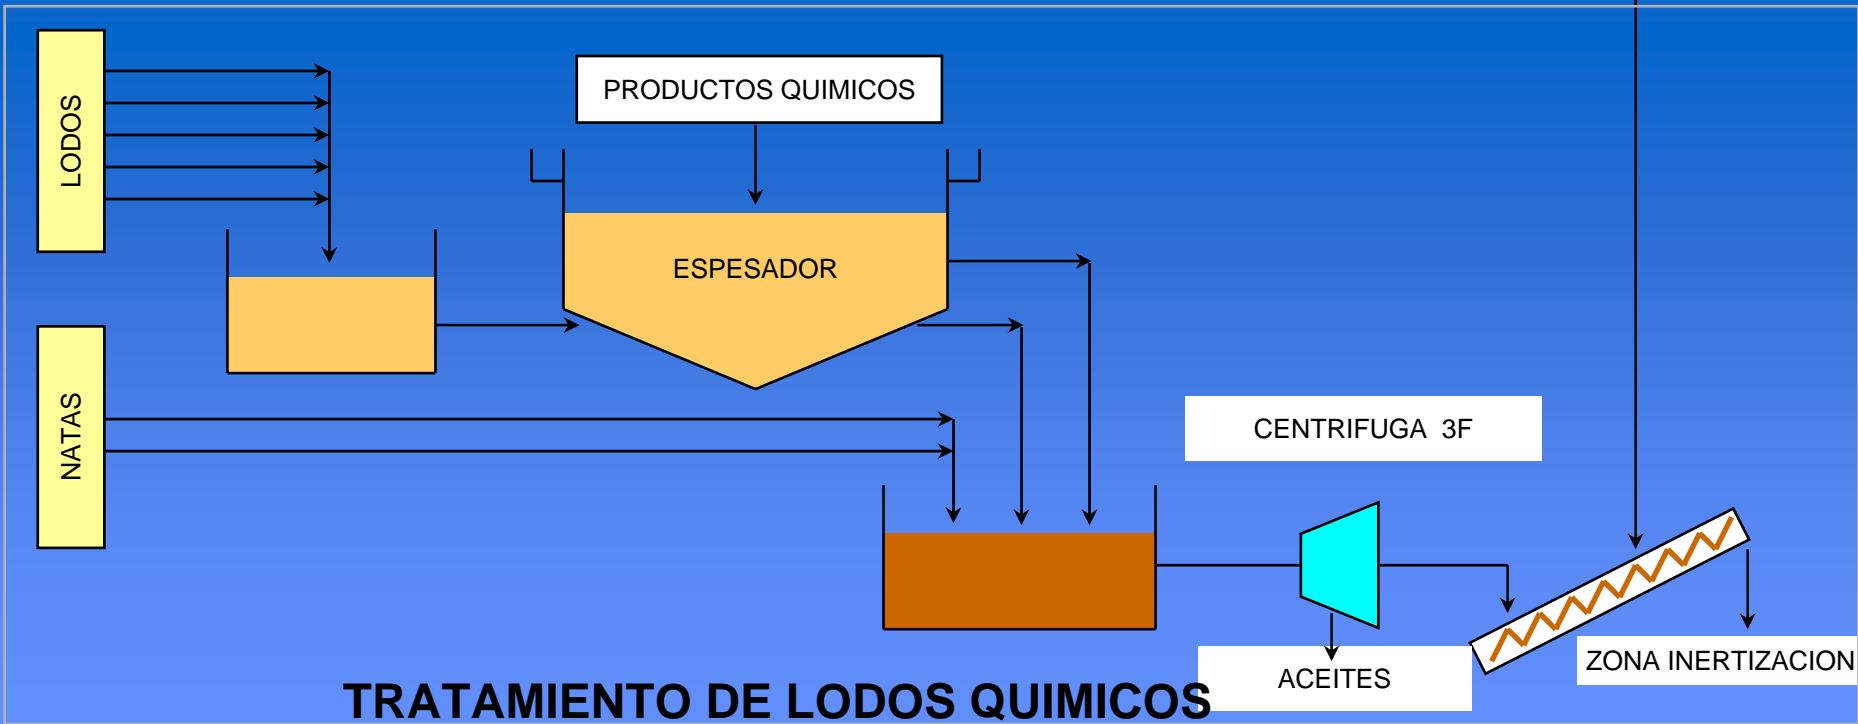 LODOS
PRODUCTOS QUIMICOS
ESPESADOR
NATAS
CENTRIFUGA 3F
ZONA INERTIZACION
ACEITES
TRATAMIENTO DE LODOS QUIMICOS